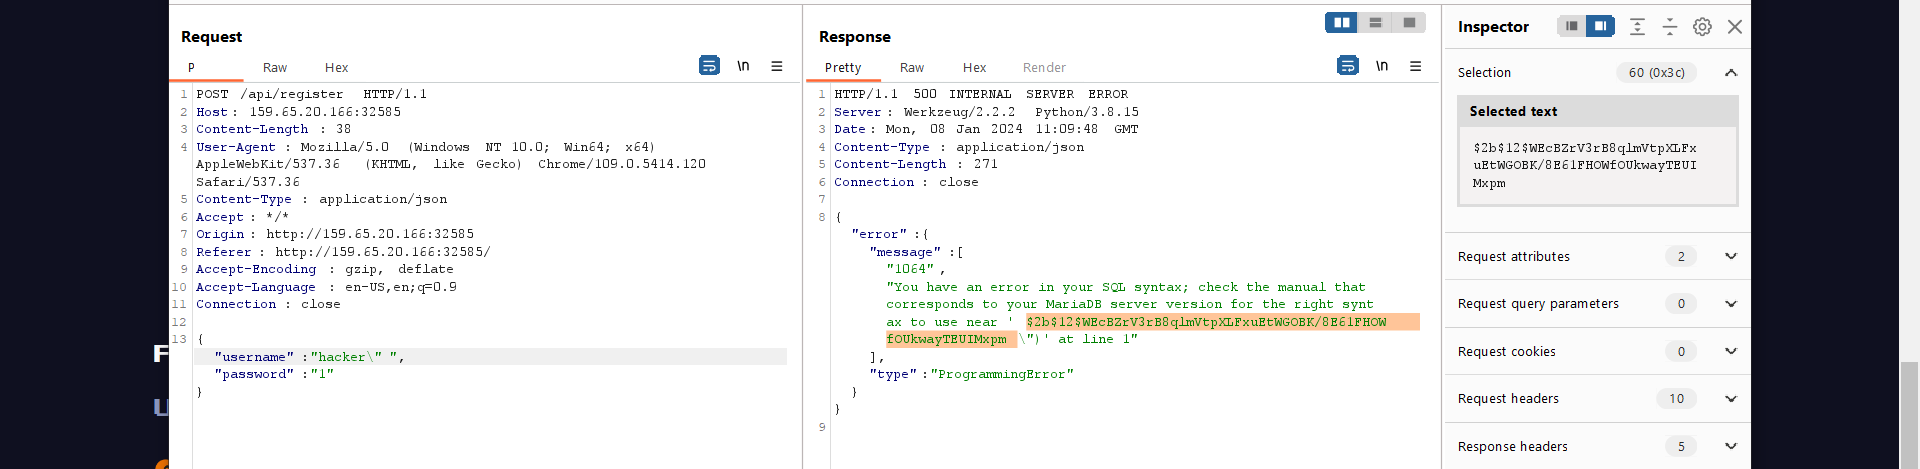 Request
P Raw Hex \n
1 POST /api/register HTTP/1.1
2 Host: 159.65.20.166:32585
3 Content-Length : 38
4 User-Agent : Mozilla/5.0 (Windows NT 10.0; Win64; x64)
AppleWebKit/537.36 (KHTML, like Gecko) Chrome/109.0.5414.120
Safari/537.36
5 Content-Type : application/json
6 Accept : */*
7 Origin : http://159.65.20.166:32585
8 Referer : http://159.65.20.166:32585/
9 Accept-Encoding : gzip, deflate
10 Accept-Language : en-US,en;q=0.9
11 Connection : close
12
13 {
"username" :"hacker\" ",
"password" :"1"
}
Response
Pretty Raw Hex Render \n
1 HTTP/1.1 500 INTERNAL SERVER ERROR
2 Server : Werkzeug/2.2.2 Python/3.8.15
3 Date : Mon, 08 Jan 2024 11:09:48 GMT
4 Content-Type : application/json
5 Content-Length : 271
6 Connection : close
7
8 {
"error" :{
"message" :[
"1064" ,
"You have an error in your SQL syntax; check the manual that
corresponds to your MariaDB server version for the right synt
ax to use near ' $2b$12$WEcBZrV3rB8qlmVtpXLFxuEtWGOBK/8E61FHOW
fOUkwayTEUIMxpm \")' at line 1"
],
"type" :"ProgrammingError"
}
}
9
Inspector
Selection 60 (0x3c)
Selected text
$2b$12$WEcBZrV3rB8qlmVtpXLFx
uEtWGOBK/8E61FHOWfOUkwayTEUI
Mxpm
Request attributes 2
Request query parameters 0
Request cookies 0
Request headers 10
Response headers 5